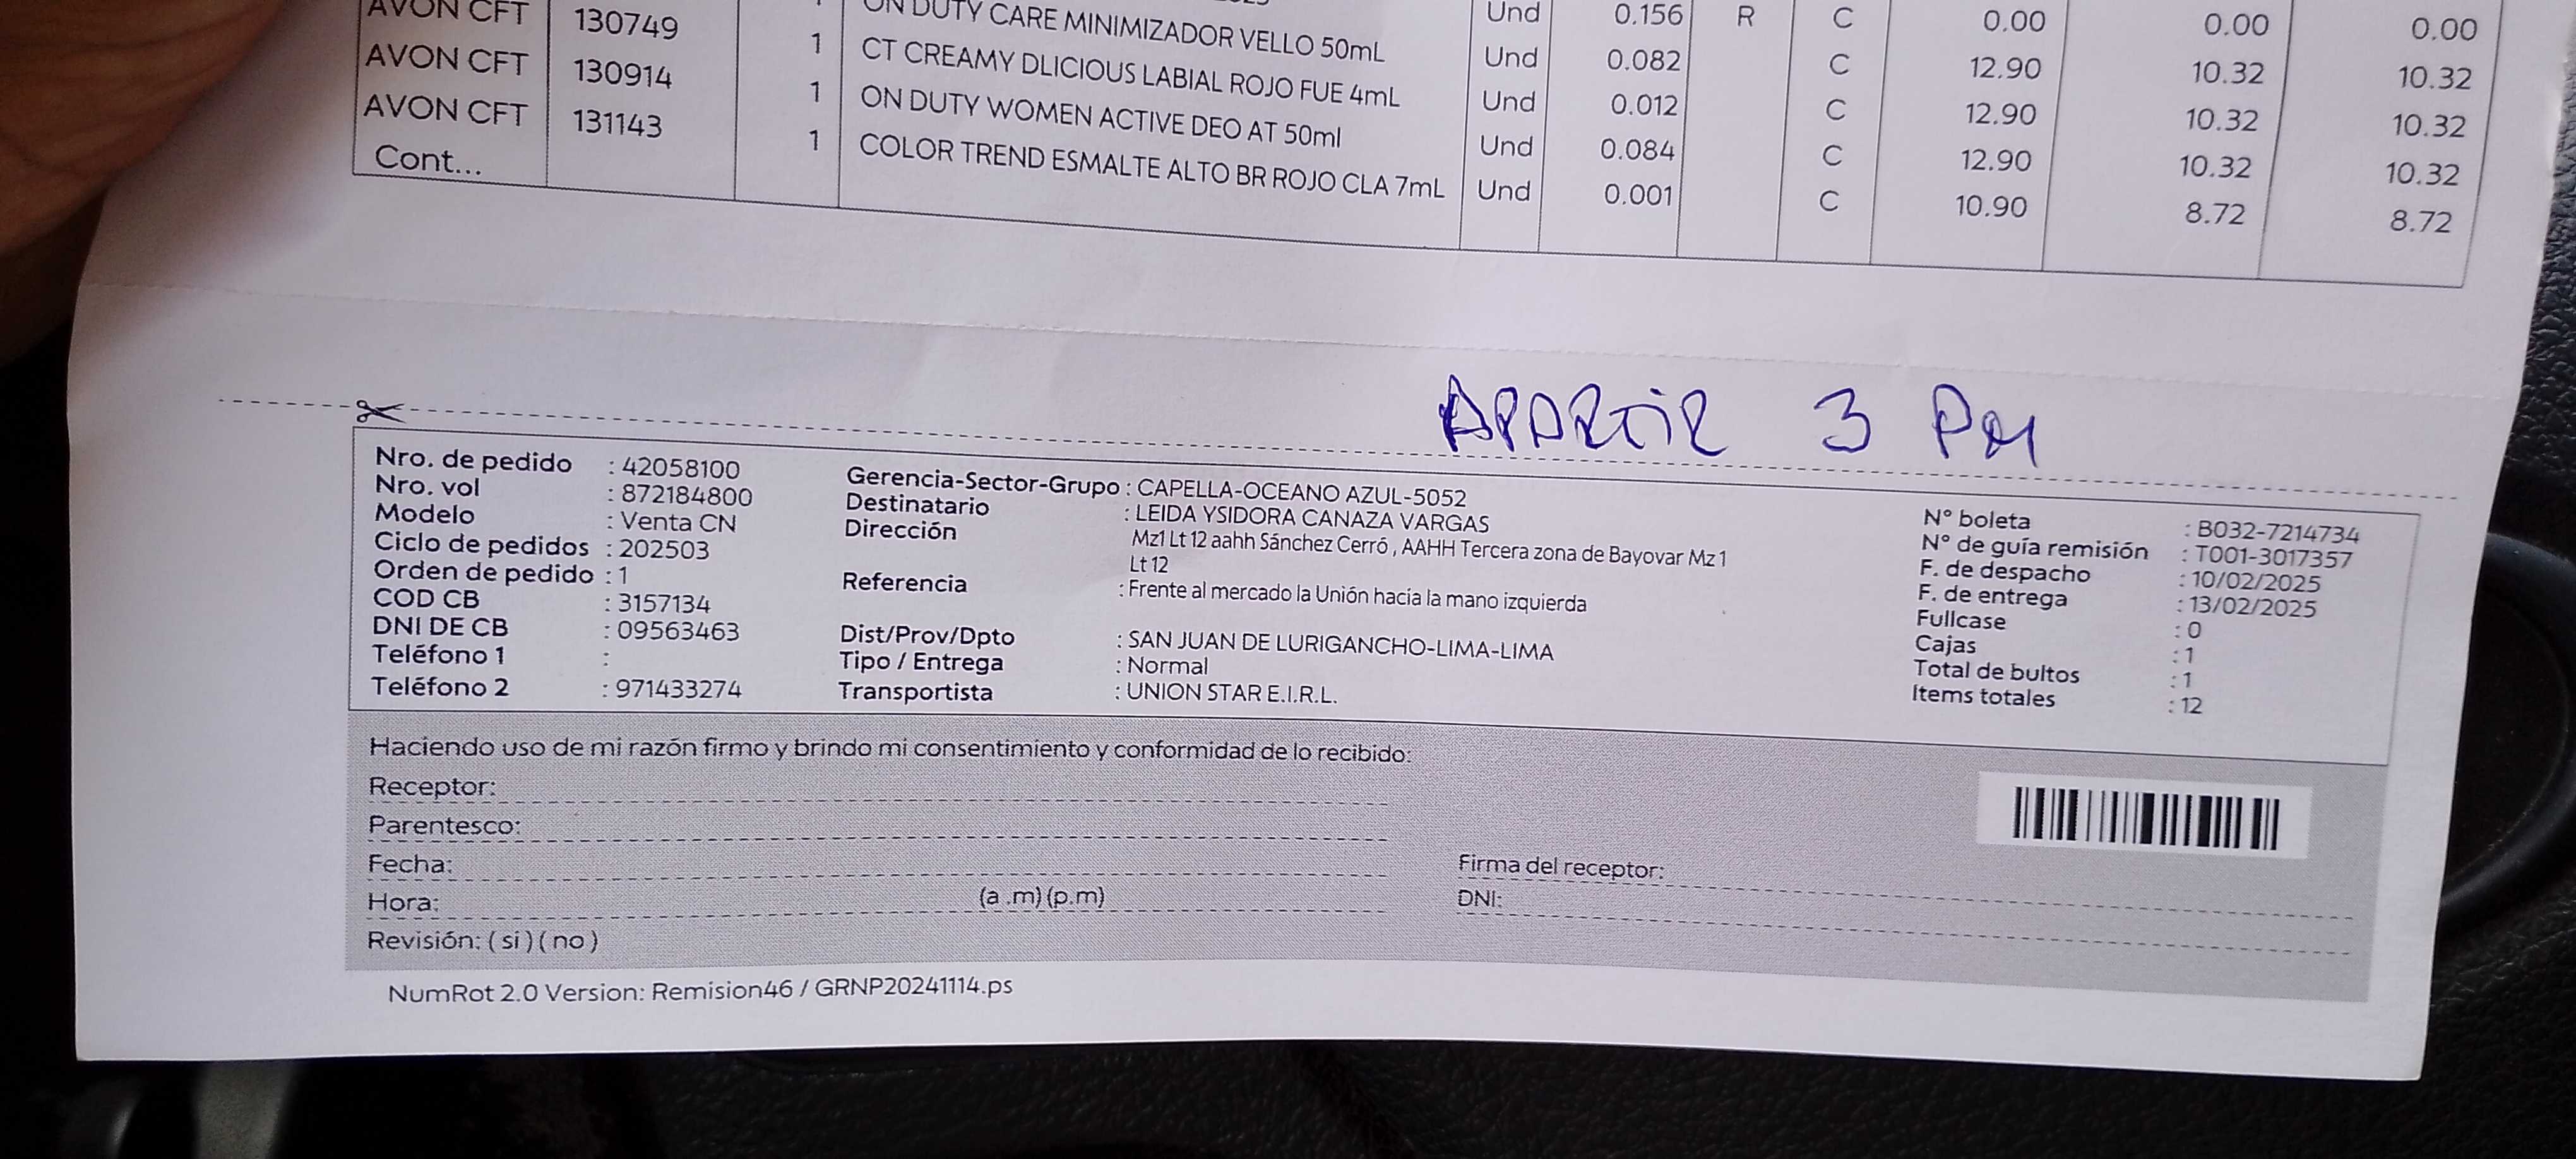 AVON CFT 130749 1 ON DUTY CARE MINIMIZADOR VELLO 50mL Und 0.156 R C 0.00 0.00 0.00
AVON CFT 130914 1 CT CREAMY DLICIOUS LABIAL ROJO FUE 4mL Und 0.082 C 12.90 10.32 10.32
AVON CFT 131143 1 ON DUTY WOMEN ACTIVE DEO AT 50ml Und 0.012 C 12.90 10.32 10.32
Cont... 1 COLOR TREND ESMALTE ALTO BR ROJO CLA 7mL Und 0.084 C 12.90 10.32 10.32
Und 0.001 C 10.90 8.72 8.72
APARTIR 3 PM
Nro. de pedido : 42058100
Nro. vol : 872184800
Modelo : Venta CN
Ciclo de pedidos : 202503
Orden de pedido : 1
COD CB : 3157134
DNI DE CB : 09563463
Teléfono 1 :
Teléfono 2 : 971433274
Gerencia-Sector-Grupo : CAPELLA-OCEANO AZUL-5052
Destinatario : LEIDA YSIDORA CANAZA VARGAS
Dirección Mz1 Lt 12 aahh Sánchez Cerró , AAHH Tercera zona de Bayovar Mz 1
Lt 12
Referencia : Frente al mercado la Unión hacia la mano izquierda
Dist/Prov/Dpto : SAN JUAN DE LURIGANCHO-LIMA-LIMA
Tipo / Entrega : Normal
Transportista : UNION STAR E.I.R.L.
N° boleta : B032-7214734
N° de guía remisión : T001-3017357
F. de despacho : 10/02/2025
F. de entrega : 13/02/2025
Fullcase : 0
Cajas : 1
Total de bultos : 1
Items totales : 12
Haciendo uso de mi razón firmo y brindo mi consentimiento y conformidad de lo recibido:
Receptor:
Parentesco:
Fecha:
Hora: (a .m) (p.m)
Revisión: ( si ) ( no )
Firma del receptor:
DNI:
NumRot 2.0 Version: Remision46 / GRNP20241114.ps